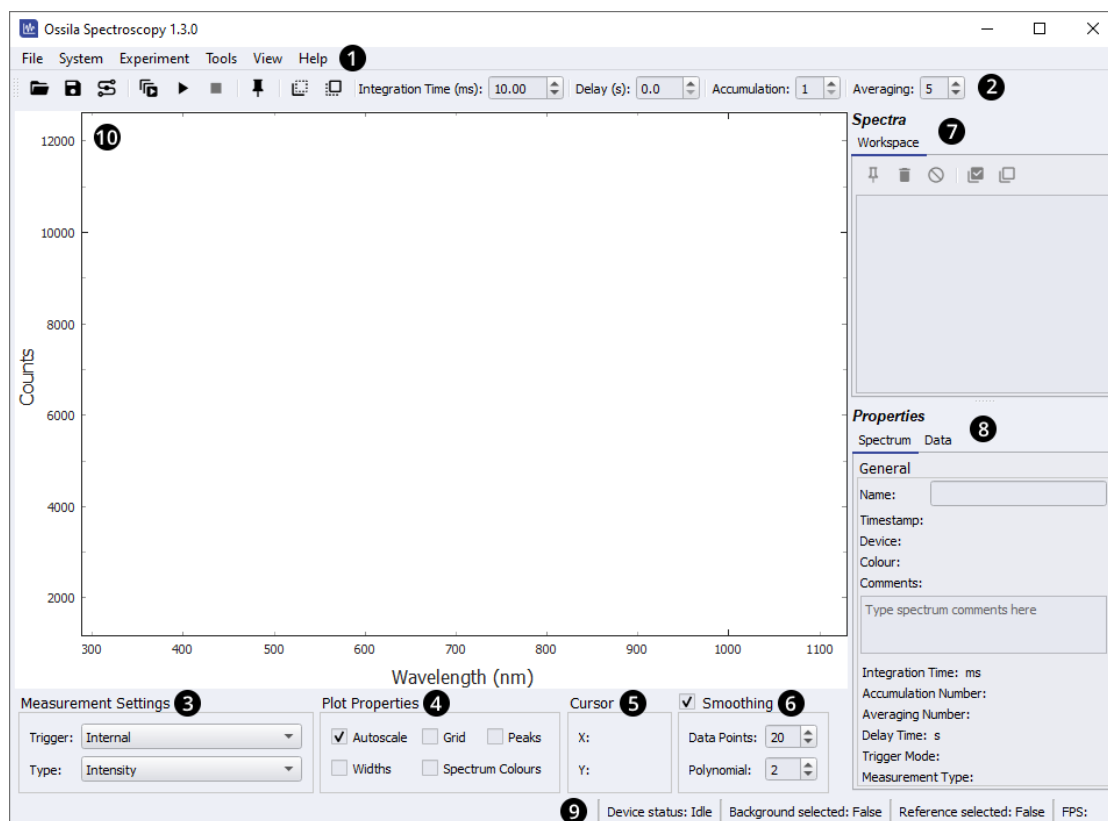 Ossila Spectroscopy 1.3.0
File System Experiment Tools View Help 1
Integration Time (ms): 10.00 Delay (s): 0.0 Accumulation: 1 Averaging: 5 2
10
12000
10000
8000
6000
4000
2000
Counts
300 400 500 600 700 800 900 1000 1100
Wavelength (nm)
Spectra
Workspace 7
Properties
Spectrum Data 8
General
Name:
Timestamp:
Device:
Colour:
Comments:
Type spectrum comments here
Integration Time: ms
Accumulation Number:
Averaging Number:
Delay Time: s
Trigger Mode:
Measurement Type:
Measurement Settings 3
Trigger: Internal
Type: Intensity
Plot Properties 4
Autoscale Grid Peaks
Widths Spectrum Colours
Cursor 5
X:
Y:
Smoothing 6
Data Points: 20
Polynomial: 2
9 Device status: Idle Background selected: False Reference selected: False FPS: